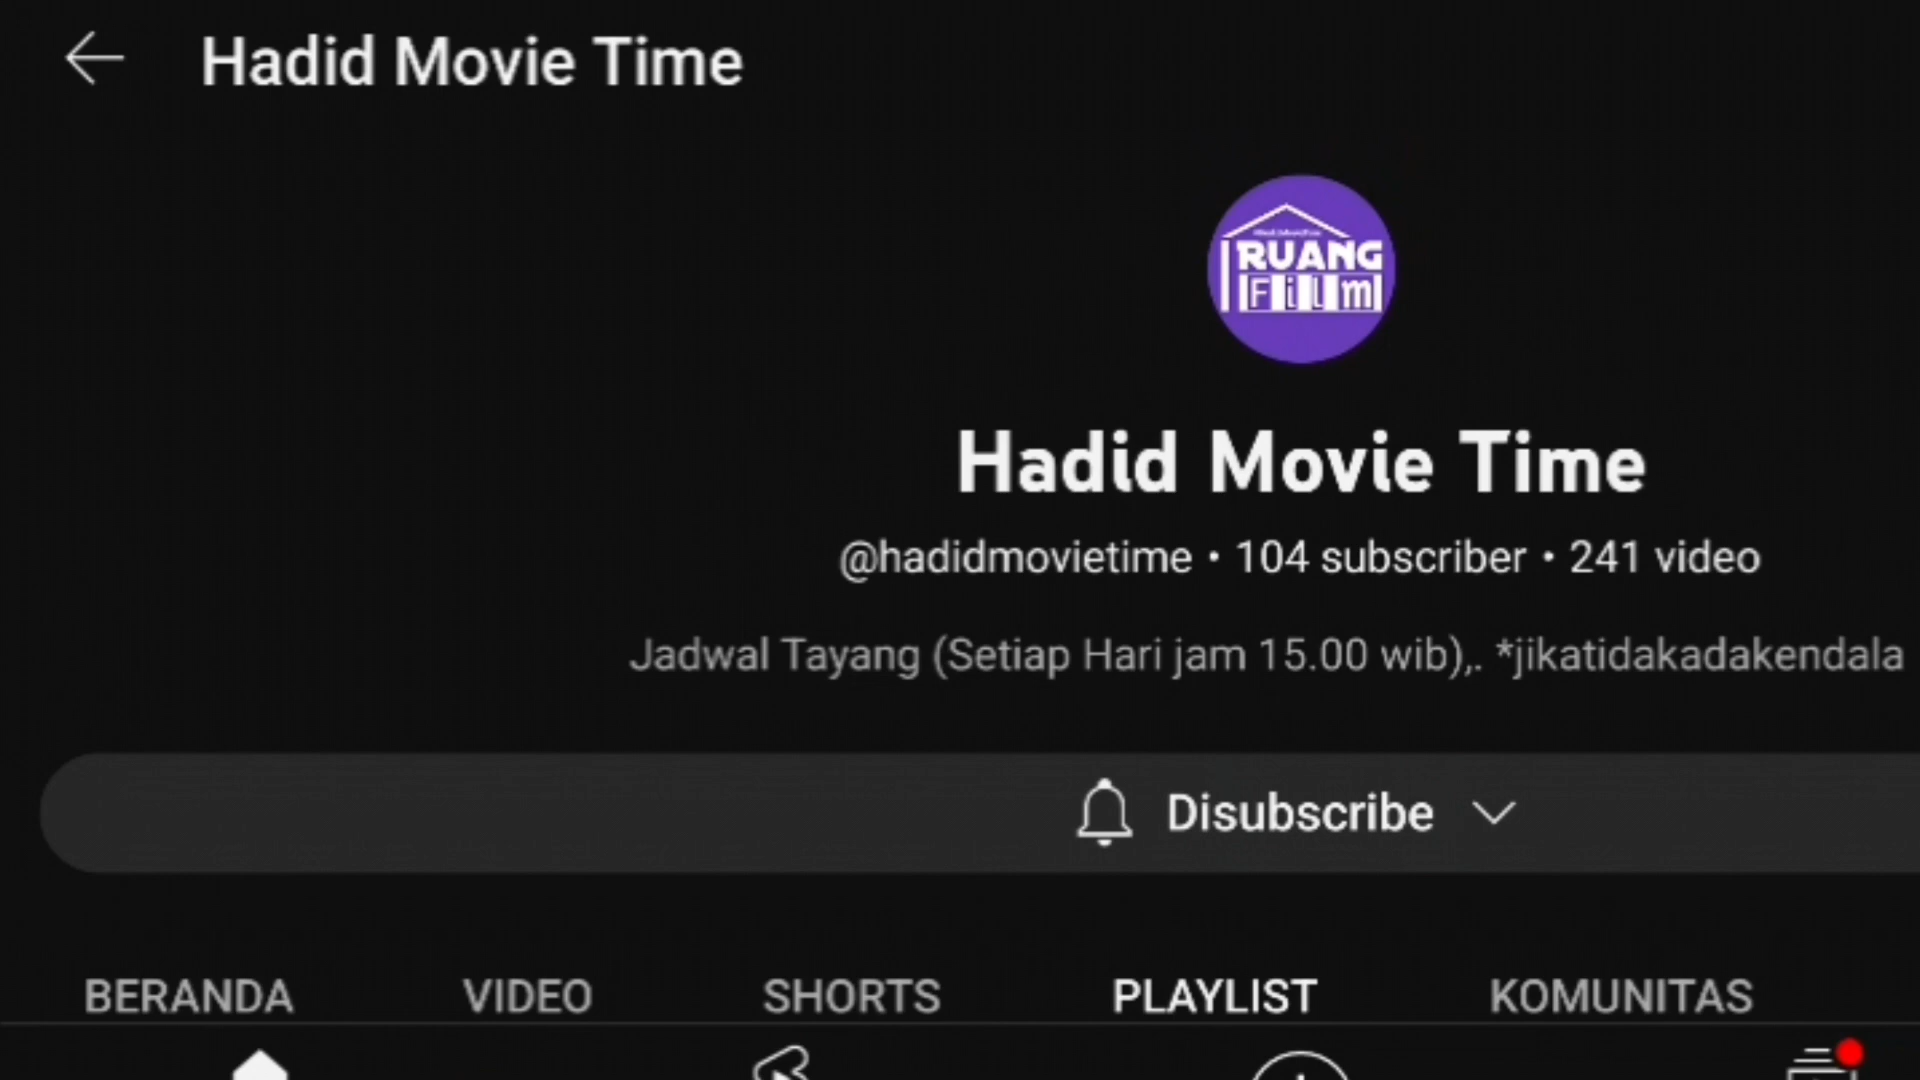 Hadid Movie Time
RUANG
Film
Hadid Movie Time
@hadidmovietime • 104 subscriber • 241 video
Jadwal Tayang (Setiap Hari jam 15.00 wib),. *jikatidakadakendala
Disubscribe
BERANDA VIDEO SHORTS PLAYLIST KOMUNITAS